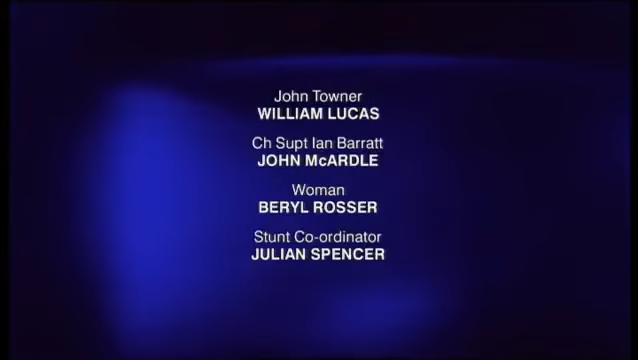 John Towner
WILLIAM LUCAS
Ch Supt Ian Barratt
JOHN McARDLE
Woman
BERYL ROSSER
Stunt Co-ordinator
JULIAN SPENCER